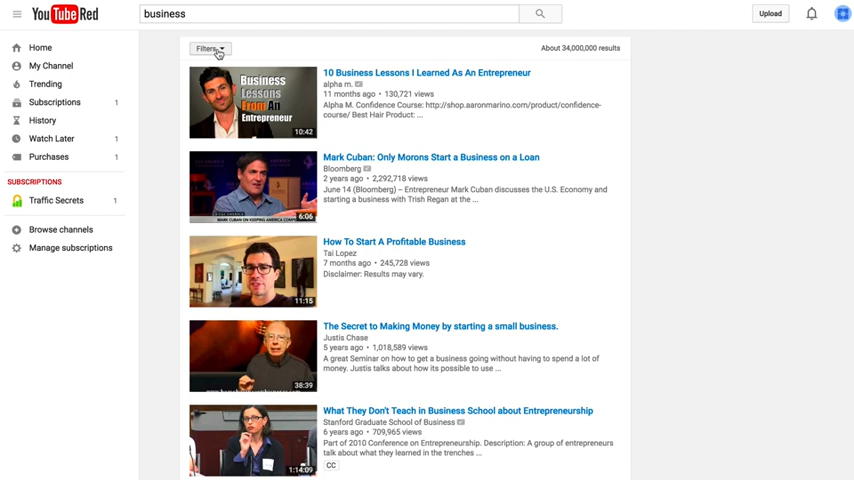 YouTube Red
business
Upload
Home
My Channel
Trending
Subscriptions 1
History
Watch Later 1
Purchases 1
SUBSCRIPTIONS
Traffic Secrets 1
Browse channels
Manage subscriptions
Filters
About 34,000,000 results
Business
Lessons
From An
Entrepreneur
10:42
10 Business Lessons I Learned As An Entrepreneur
alpha m.
11 months ago • 130,721 views
Alpha M. Confidence Course: http://shop.aaronmarino.com/product/confidence-
course/ Best Hair Product: ...
MARK CUBAN ON KEEPING AMERICA COMP
6:06
Mark Cuban: Only Morons Start a Business on a Loan
Bloomberg
2 years ago • 2,292,718 views
June 14 (Bloomberg) – Entrepreneur Mark Cuban discusses the U.S. Economy and
starting a business with Trish Regan at the ...
11:15
How To Start A Profitable Business
Tai Lopez
7 months ago • 245,728 views
Disclaimer: Results may vary.
38:39
The Secret to Making Money by starting a small business.
Justis Chase
5 years ago • 1,018,589 views
A great Seminar on how to get a business going without having to spend a lot of
money. Justis talks about how its possible to use ...
1:14:09
What They Don't Teach in Business School about Entrepreneurship
Stanford Graduate School of Business
6 years ago • 709,965 views
Part of 2010 Conference on Entrepreneurship. Description: A group of entrepreneurs
talk about what they learned in the trenches ...
CC